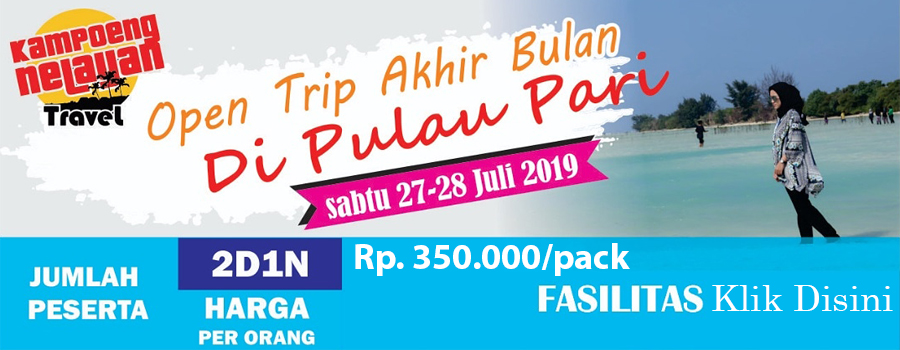 Kampoeng
nelayan
Travel
Open Trip Akhir Bulan
Di Pulau Pari
sabtu 27-28 Juli 2019
JUMLAH
PESERTA
2D1N
HARGA
PER ORANG
Rp. 350.000/pack
FASILITAS Klik Disini